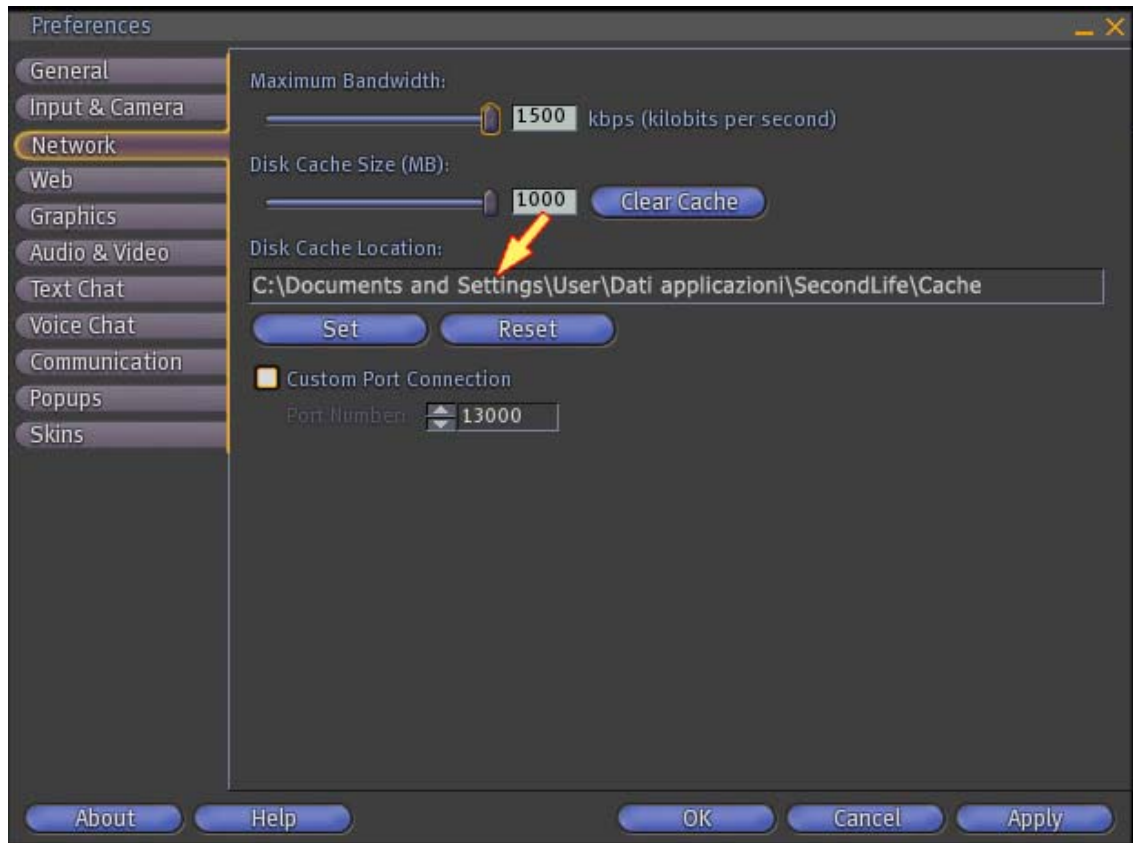 Preferences
General
Input & Camera
Network
Web
Graphics
Audio & Video
Text Chat
Voice Chat
Communication
Popups
Skins
Maximum Bandwidth:
1500 kbps (kilobits per second)
Disk Cache Size (MB):
1000 Clear Cache
Disk Cache Location:
C:\Documents and Settings\User\Dati applicazioni\SecondLife\Cache
Set Reset
Custom Port Connection
Port Number: 13000
About Help OK Cancel Apply